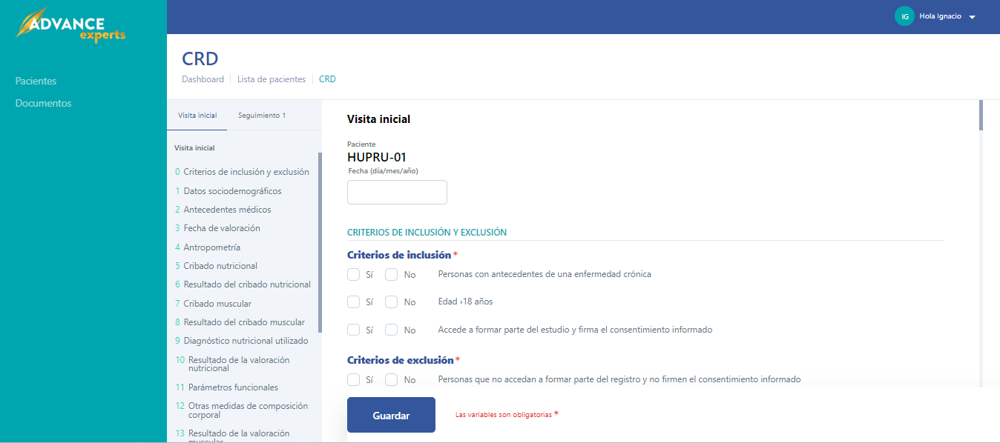 ADVANCE
experts
IG Hola Ignacio
Pacientes
Documentos
CRD
Dashboard Lista de pacientes CRD
Visita inicial Seguimiento 1
Visita inicial
0 Criterios de inclusión y exclusión
1 Datos sociodemográficos
2 Antecedentes médicos
3 Fecha de valoración
4 Antropometría
5 Cribado nutricional
6 Resultado del cribado nutricional
7 Cribado muscular
8 Resultado del cribado muscular
9 Diagnóstico nutricional utilizado
10 Resultado de la valoración
nutricional
11 Parámetros funcionales
12 Otras medidas de composición
corporal
13 Resultado de la valoración
muscular
Visita inicial
Paciente
HUPRU-01
Fecha (día/mes/año)
CRITERIOS DE INCLUSIÓN Y EXCLUSIÓN
Criterios de inclusión *
Sí No Personas con antecedentes de una enfermedad crónica
Sí No Edad >18 años
Sí No Accede a formar parte del estudio y firma el consentimiento informado
Criterios de exclusión *
Sí No Personas que no accedan a formar parte del registro y no firmen el consentimiento informado
Guardar Las variables son obligatorias *